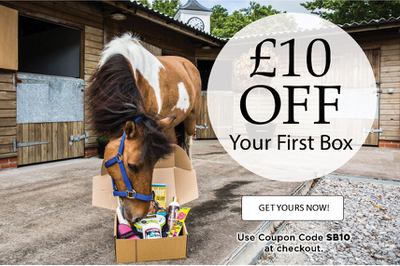 £10
OFF
Your First Box
GET YOURS NOW!
Use Coupon Code SB10
at checkout.